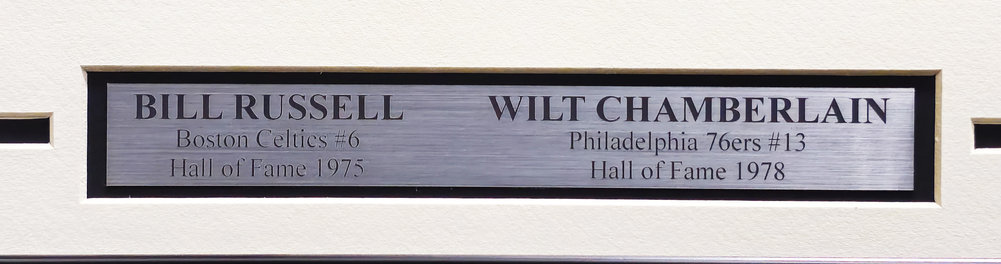 BILL RUSSELL
Boston Celtics #6
Hall of Fame 1975
WILT CHAMBERLAIN
Philadelphia 76ers #13
Hall of Fame 1978